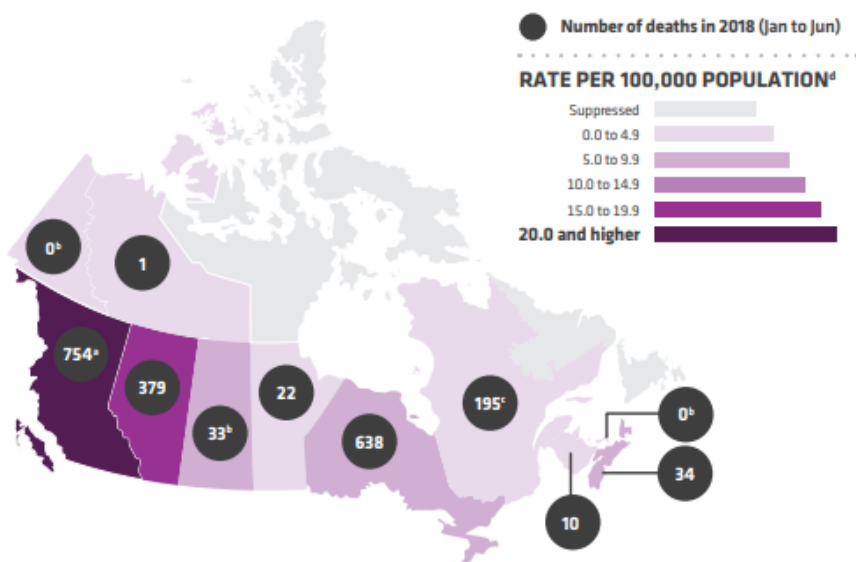 Number of deaths in 2018 (Jan to Jun)
RATE PER 100,000 POPULATIONᵈ
Suppressed
0.0 to 4.9
5.0 to 9.9
10.0 to 14.9
15.0 to 19.9
20.0 and higher
0ᵇ
1
754ᵃ
379
33ᵇ
22
638
195ᶜ
0ᵇ
34
10